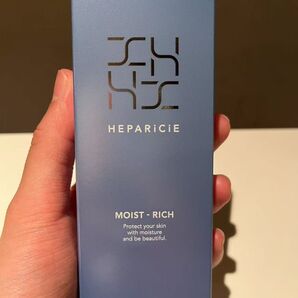 HEPARiCiE
MOIST - RICH
Protect your skin
with moisture
and be beautiful.